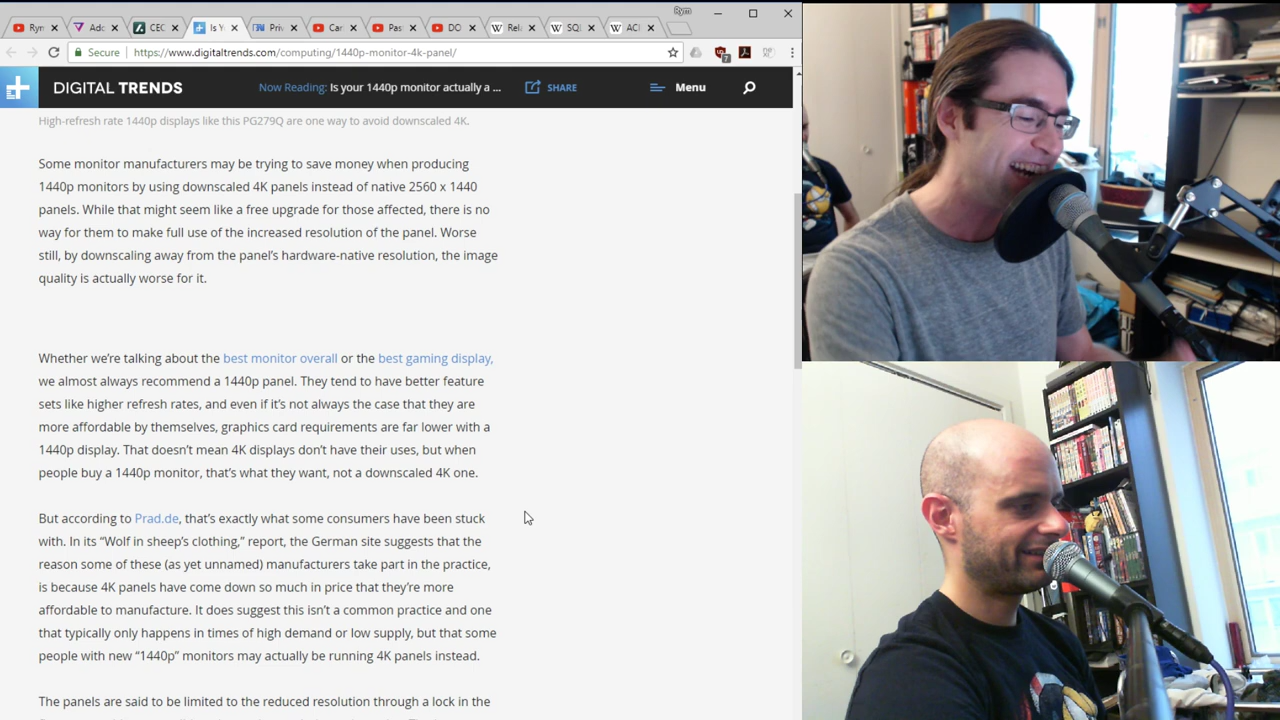 Rym
Ryn
Adc
CEC
Is Y
Priv
Car
Pas
DO
Rela
SQL
ACI
Secure
https://www.digitaltrends.com/computing/1440p-monitor-4k-panel/
7
DIGITAL TRENDS
Now Reading: Is your 1440p monitor actually a ...
SHARE
Menu
High-refresh rate 1440p displays like this PG279Q are one way to avoid downscaled 4K.
Some monitor manufacturers may be trying to save money when producing
1440p monitors by using downscaled 4K panels instead of native 2560 x 1440
panels. While that might seem like a free upgrade for those affected, there is no
way for them to make full use of the increased resolution of the panel. Worse
still, by downscaling away from the panel’s hardware-native resolution, the image
quality is actually worse for it.
Whether we’re talking about the best monitor overall or the best gaming display,
we almost always recommend a 1440p panel. They tend to have better feature
sets like higher refresh rates, and even if it’s not always the case that they are
more affordable by themselves, graphics card requirements are far lower with a
1440p display. That doesn’t mean 4K displays don’t have their uses, but when
people buy a 1440p monitor, that’s what they want, not a downscaled 4K one.
But according to Prad.de, that’s exactly what some consumers have been stuck
with. In its “Wolf in sheep’s clothing,” report, the German site suggests that the
reason some of these (as yet unnamed) manufacturers take part in the practice,
is because 4K panels have come down so much in price that they’re more
affordable to manufacture. It does suggest this isn’t a common practice and one
that typically only happens in times of high demand or low supply, but that some
people with new “1440p” monitors may actually be running 4K panels instead.
The panels are said to be limited to the reduced resolution through a lock in the